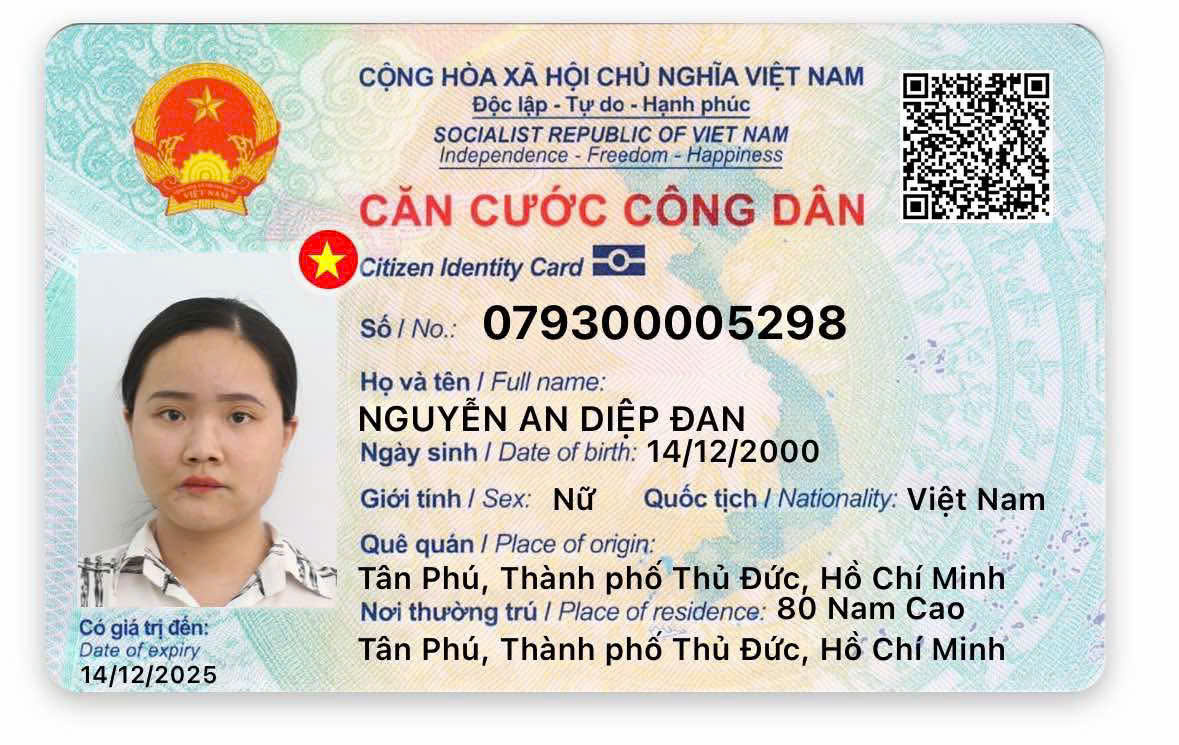 CỘNG HÒA XÃ HỘI CHỦ NGHĨA VIỆT NAM
Độc lập - Tự do - Hạnh phúc
SOCIALIST REPUBLIC OF VIET NAM
Independence - Freedom - Happiness
CĂN CƯỚC CÔNG DÂN
Citizen Identity Card
Số / No.: 079300005298
Họ và tên / Full name:
NGUYỄN AN DIỆP ĐAN
Ngày sinh / Date of birth: 14/12/2000
Giới tính / Sex: Nữ Quốc tịch / Nationality: Việt Nam
Quê quán / Place of origin:
Tân Phú, Thành phố Thủ Đức, Hồ Chí Minh
Nơi thường trú / Place of residence: 80 Nam Cao
Tân Phú, Thành phố Thủ Đức, Hồ Chí Minh
Có giá trị đến:
Date of expiry
14/12/2025
VIỆT NAM